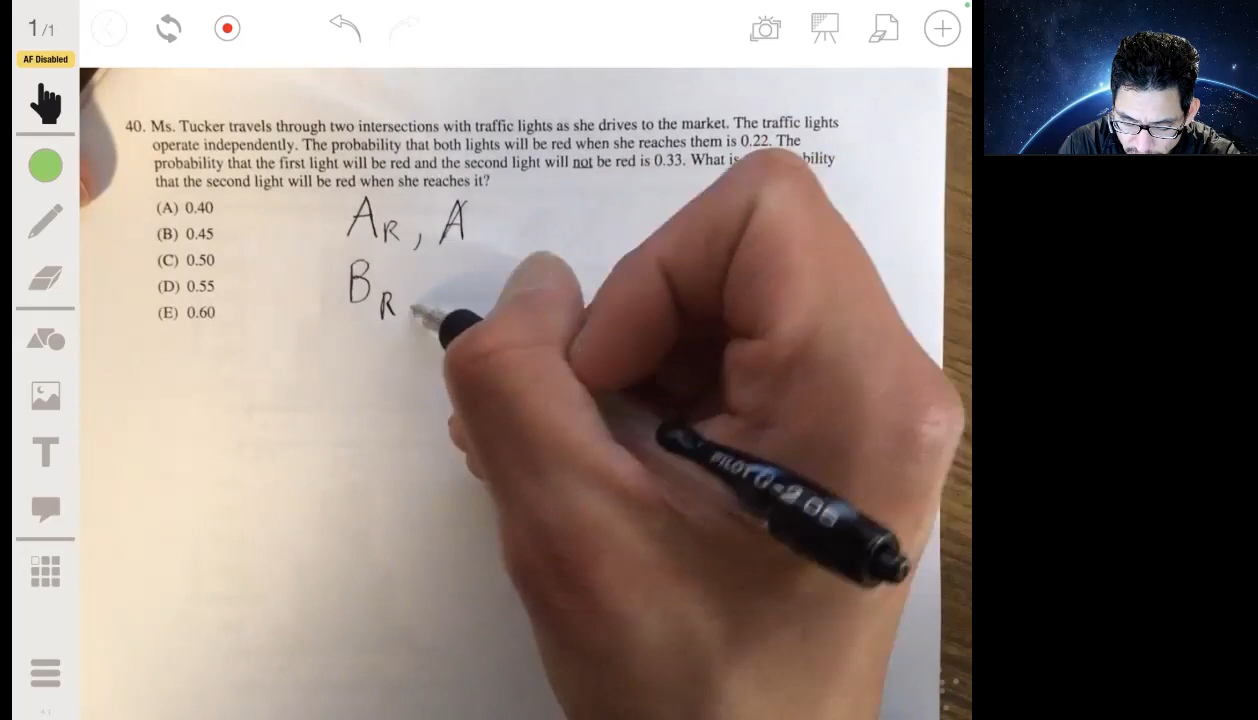 1/1
AF Disabled
40. Ms. Tucker travels through two intersections with traffic lights as she drives to the market. The traffic lights
operate independently. The probability that both lights will be red when she reaches them is 0.22. The
probability that the first light will be red and the second light will not be red is 0.33. What is bility
that the second light will be red when she reaches it?
(A) 0.40
(B) 0.45
(C) 0.50
(D) 0.55
(E) 0.60
A_R, A
B_R
PILOT G-2 05
T